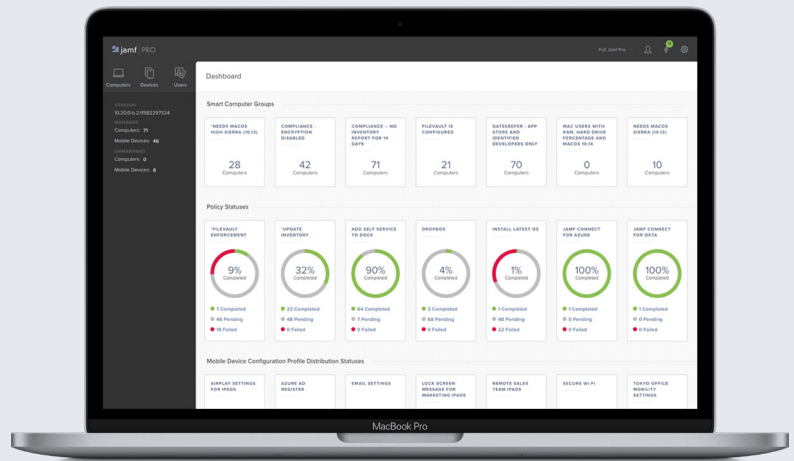 jamf PRO
Full Jamf Pro
Computers Devices Users
VERSION
10.20.0-b.2.t1582297324
MANAGED
Computers: 71
Mobile Devices: 46
UNMANAGED
Computers: 0
Mobile Devices: 8
Dashboard
Smart Computer Groups
*NEEDS MACOS
HIGH SIERRA (10.13)
28
Computers
COMPLIANCE -
ENCRYPTION
DISABLED
42
Computers
COMPLIANCE – NO
INVENTORY
REPORT FOR 14
DAYS
71
Computers
FILEVAULT IS
CONFIGURED
21
Computers
GATEKEEPER - APP
STORE AND
IDENTIFIED
DEVELOPERS ONLY
70
Computers
MAC USERS WITH
RAM, HARD DRIVE
PERCENTAGE AND
MACOS 10.14
0
Computers
NEEDS MACOS
SIERRA (10.12)
10
Computers
Policy Statuses
*FILEVAULT
ENFORCEMENT
9%
Completed
7 Completed
46 Pending
18 Failed
*UPDATE
INVENTORY
32%
Completed
23 Completed
48 Pending
0 Failed
ADD SELF SERVICE
TO DOCK
90%
Completed
64 Completed
7 Pending
0 Failed
DROPBOX
4%
Completed
3 Completed
68 Pending
0 Failed
INSTALL LATEST OS
1%
Completed
1 Completed
48 Pending
22 Failed
JAMF CONNECT
FOR AZURE
100%
Completed
1 Completed
0 Pending
0 Failed
JAMF CONNECT
FOR OKTA
100%
Completed
1 Completed
0 Pending
0 Failed
Mobile Device Configuration Profile Distribution Statuses
AIRPLAY SETTINGS
FOR IPADS
AZURE AD
REGISTER
EMAIL SETTINGS
LOCK SCREEN
MESSAGE FOR
MARKETING IPADS
REMOTE SALES
TEAM IPADS
SECURE WI-FI
TOKYO OFFICE
MOBILITY
SETTINGS
MacBook Pro